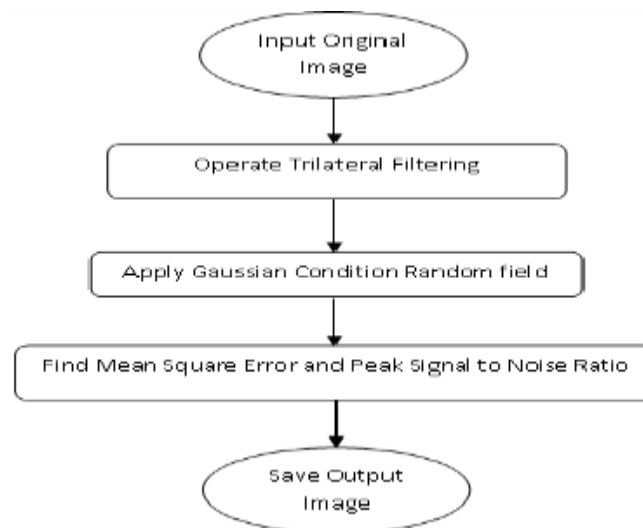 Input Original
Image
Operate Trilateral Filtering
Apply Gaussian Condition Random field
Find Mean Square Error and Peak Signal to Noise Ratio
Save Output
Image